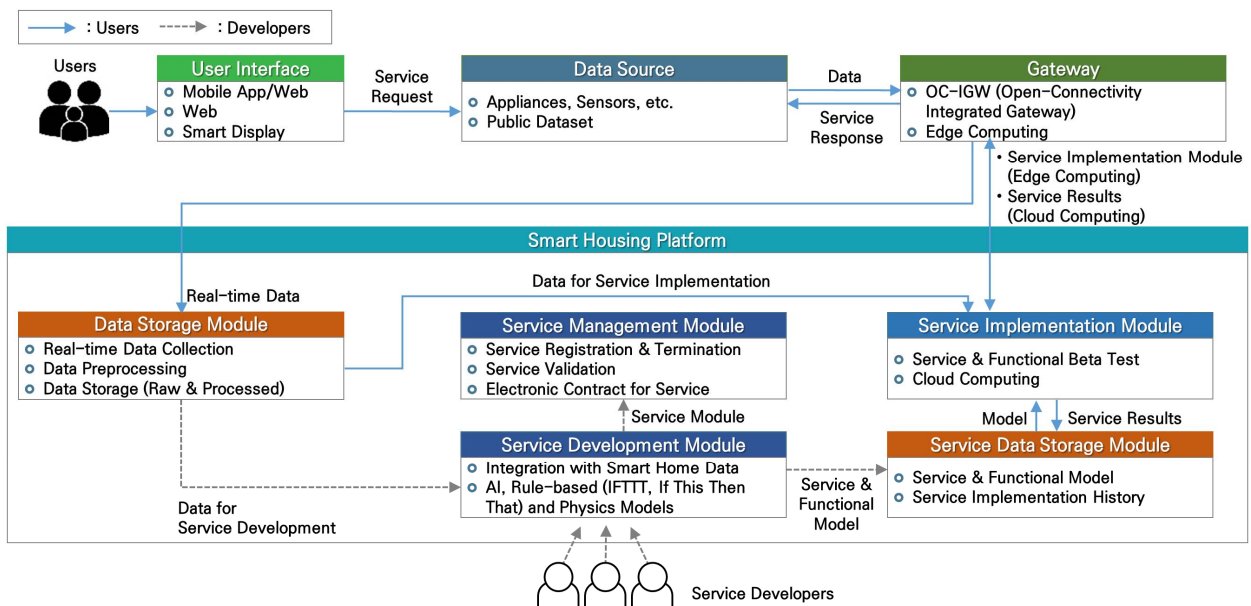 : Users
: Developers
Users
User Interface
Mobile App/Web
Web
Smart Display
Service
Request
Data Source
Appliances, Sensors, etc.
Public Dataset
Data
Service
Response
Gateway
OC-IGW (Open-Connectivity
Integrated Gateway)
Edge Computing
· Service Implementation Module
(Edge Computing)
· Service Results
(Cloud Computing)
Smart Housing Platform
Real-time Data
Data for Service Implementation
Data Storage Module
Real-time Data Collection
Data Preprocessing
Data Storage (Raw & Processed)
Service Management Module
Service Registration & Termination
Service Validation
Electronic Contract for Service
Service Implementation Module
Service & Functional Beta Test
Cloud Computing
Service Module
Model
Service Results
Service Development Module
Integration with Smart Home Data
AI, Rule-based (IFTTT, If This Then
That) and Physics Models
Service &
Functional
Model
Service Data Storage Module
Service & Functional Model
Service Implementation History
Data for
Service Development
Service Developers